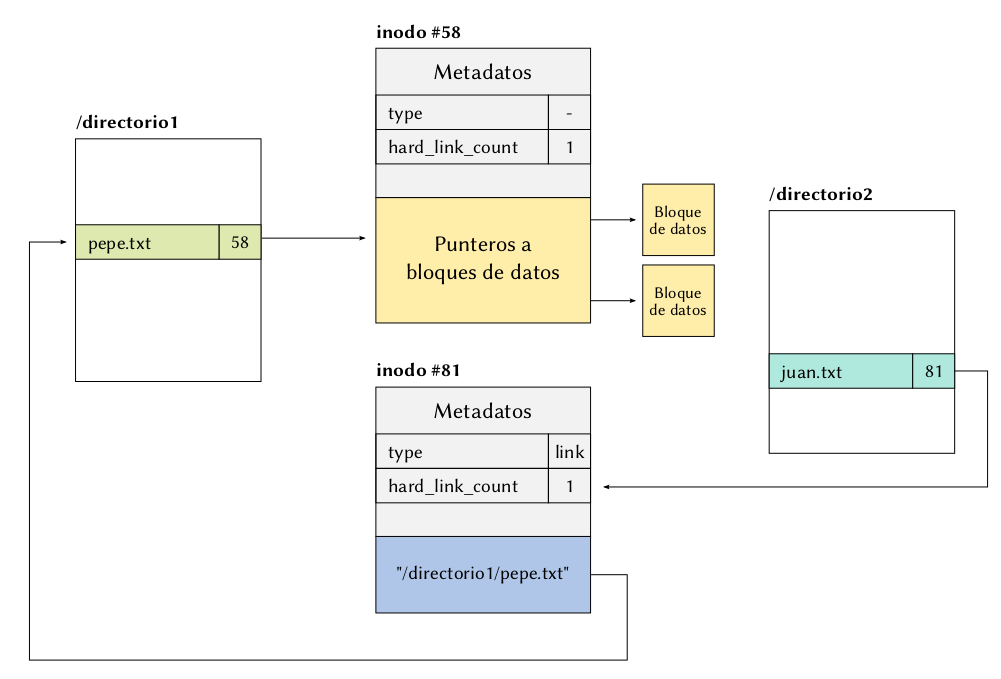 /directorio1
pepe.txt 58
inodo #58
Metadatos
type -
hard_link_count 1
Punteros a
bloques de datos
Bloque
de datos
Bloque
de datos
/directorio2
juan.txt 81
inodo #81
Metadatos
type link
hard_link_count 1
"/directorio1/pepe.txt"